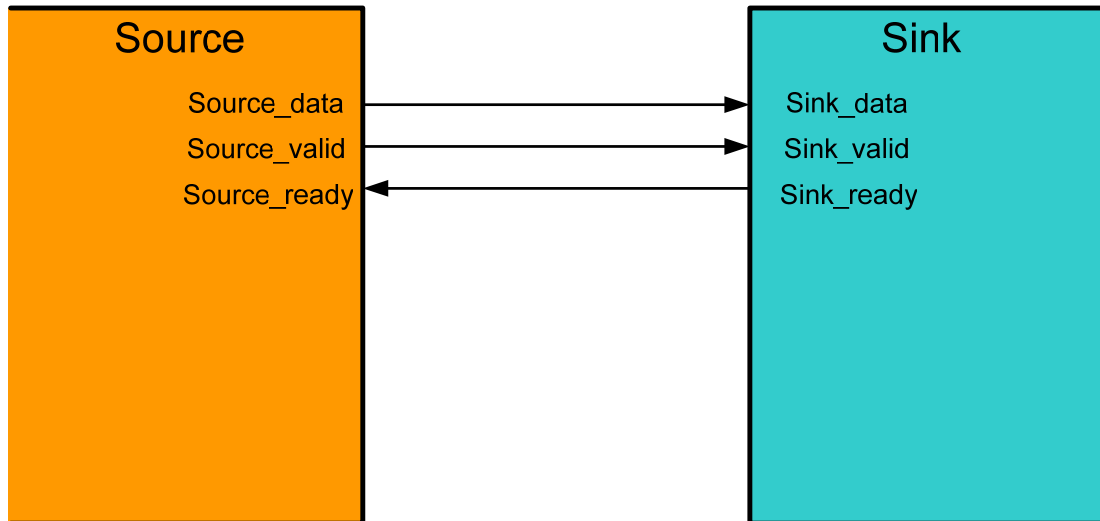 Source
Source_data
Source_valid
Source_ready
Sink
Sink_data
Sink_valid
Sink_ready